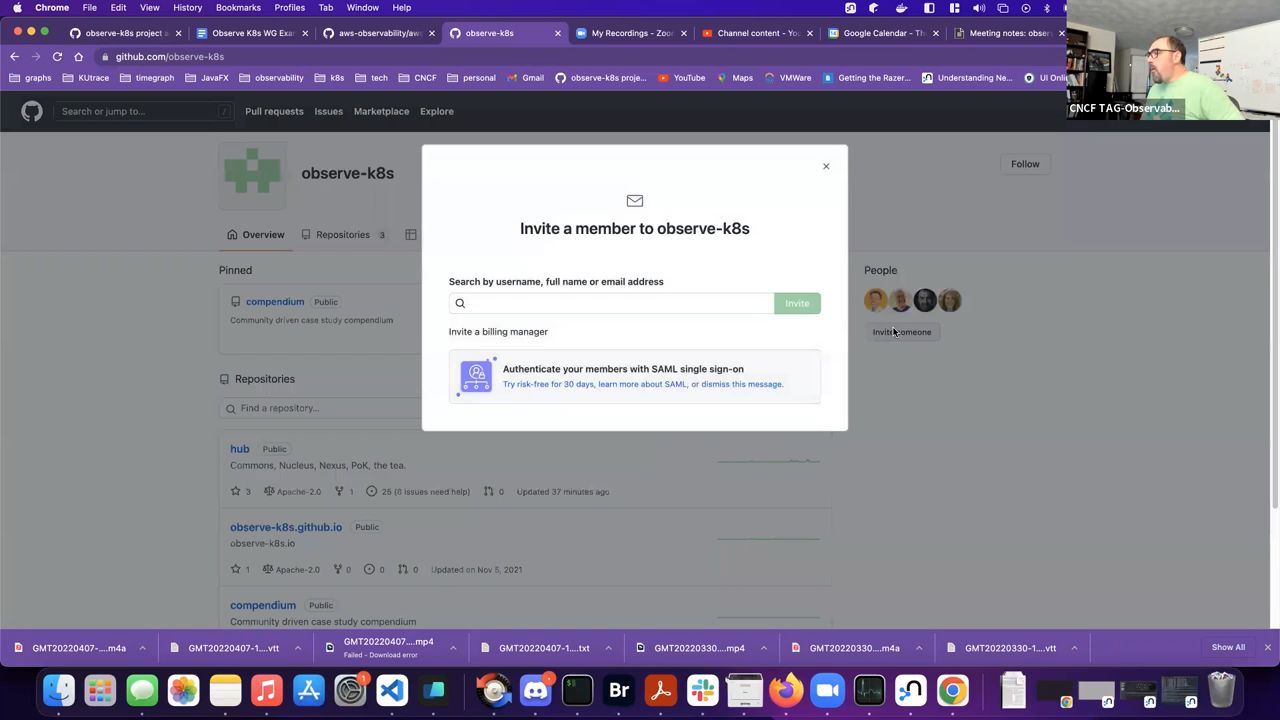 Chrome File Edit View History Bookmarks Profiles Tab Window Help
observe-k8s project a
Observe K8s WG Exa
aws-observability/aw
observe-k8s
My Recordings - Zoo
Channel content - Yo
Google Calendar - Th
Meeting notes: obser
github.com/observe-k8s
graphs KUtrace timegraph JavaFX observability k8s tech CNCF personal Gmail observe-k8s proje... YouTube Maps VMWare Getting the Razer... Understanding Ne... UI Onli
CNCF TAG-Observab...
Search or jump to... /
Pull requests Issues Marketplace Explore
observe-k8s
Follow
Overview Repositories 3
Invite a member to observe-k8s
Search by username, full name or email address
Invite
Invite a billing manager
Authenticate your members with SAML single sign-on
Try risk-free for 30 days, learn more about SAML, or dismiss this message.
Pinned
compendium Public
Community driven case study compendium
People
Invite someone
Repositories
Find a repository...
hub Public
Commons, Nucleus, Nexus, PoK, the tea.
3 Apache-2.0 1 25 (8 issues need help) 0 Updated 37 minutes ago
observe-k8s.github.io Public
observe-k8s.io
1 Apache-2.0 0 0 0 Updated on Nov 5, 2021
compendium Public
Community driven case study compendium
GMT20220407-....m4a
GMT20220407-1....vtt
GMT20220407....mp4
Failed - Download error
GMT20220407-1....txt
GMT20220330....mp4
GMT20220330....m4a
GMT20220330-1....vtt
Show All
1
Br